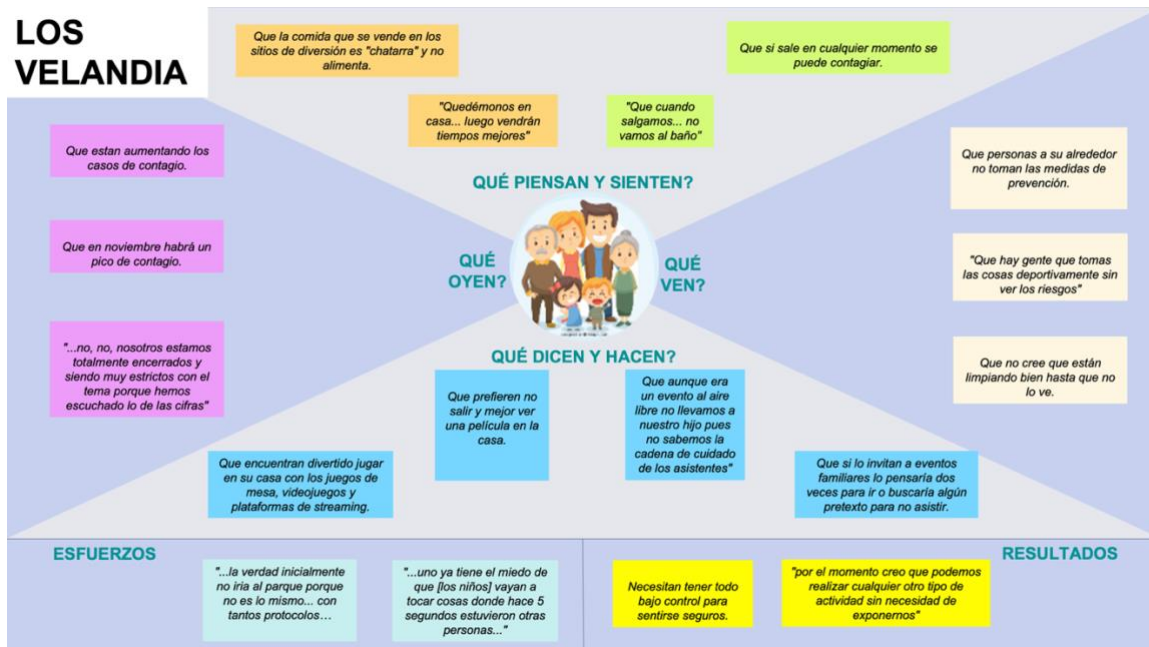 LOS
VELANDIA
Que la comida que se vende en los
sitios de diversión es "chatarra" y no
alimenta.
Que si sale en cualquier momento se
puede contagiar.
"Quedémonos en
casa... luego vendrán
tiempos mejores"
"Que cuando
salgamos... no
vamos al baño"
QUÉ PIENSAN Y SIENTEN?
Que estan aumentando los
casos de contagio.
Que en noviembre habrá un
pico de contagio.
"...no, no, nosotros estamos
totalmente encerrados y
siendo muy estrictos con el
tema porque hemos
escuchado lo de las cifras"
QUÉ
OYEN?
QUÉ
VEN?
Que personas a su alrededor
no toman las medidas de
prevención.
"Que hay gente que tomas
las cosas deportivamente sin
ver los riesgos"
Que no cree que están
limpiando bien hasta que no
lo ve.
QUÉ DICEN Y HACEN?
Que prefieren no
salir y mejor ver
una película en la
casa.
Que aunque era
un evento al aire
libre no llevamos a
nuestro hijo pues
no sabemos la
cadena de cuidado
de los asistentes"
Que encuentran divertido jugar
en su casa con los juegos de
mesa, videojuegos y
plataformas de streaming.
Que si lo invitan a eventos
familiares lo pensaría dos
veces para ir o buscaría algún
pretexto para no asistir.
ESFUERZOS
"...la verdad inicialmente
no iria al parque porque
no es lo mismo... con
tantos protocolos…
"...uno ya tiene el miedo de
que [los niños] vayan a
tocar cosas donde hace 5
segundos estuvieron otras
personas..."
RESULTADOS
Necesitan tener todo
bajo control para
sentirse seguros.
"por el momento creo que podemos
realizar cualquier otro tipo de
actividad sin necesidad de
exponernos"